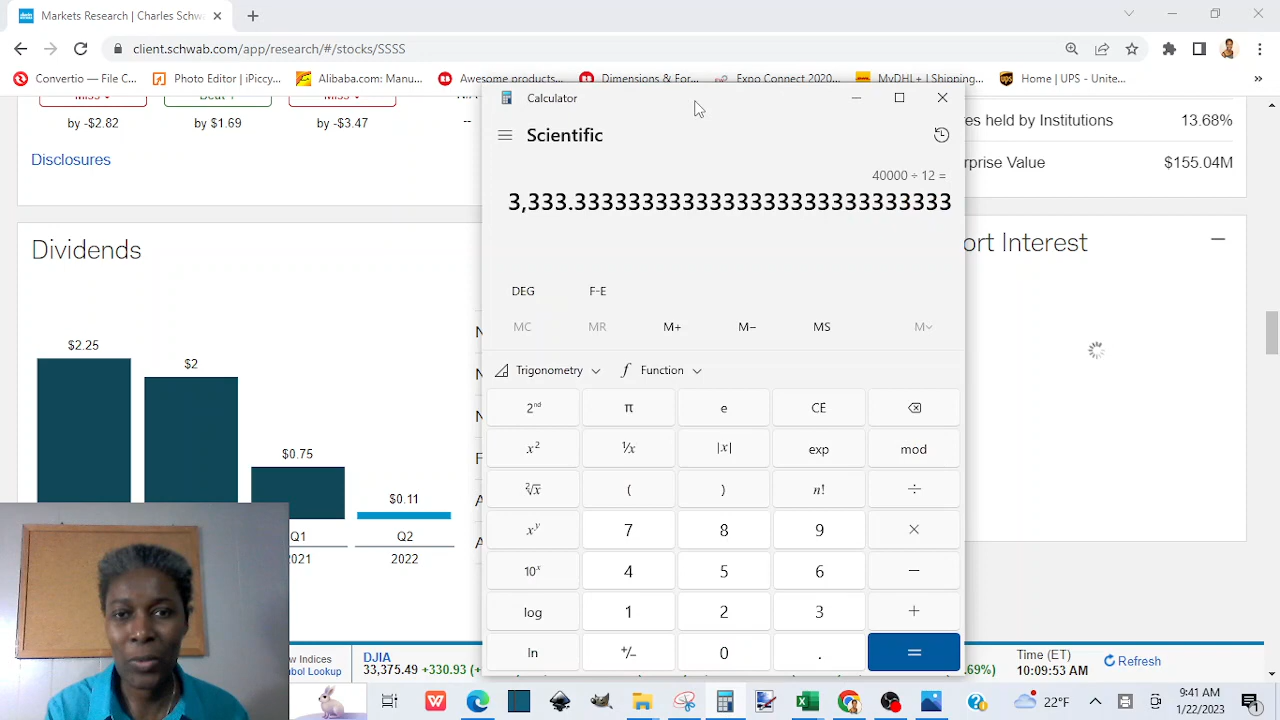 Markets Research | Charles Schw
client.schwab.com/app/research/#/stocks/SSSS
Convertio — File C...
Photo Editor | iPiccy...
Alibaba.com: Manu...
Awesome products...
Dimensions & For...
Expo Connect 2020...
MyDHL+ | Shipping...
Home | UPS - Unite...
»
by -$2.82
by $1.69
by -$3.47
--
Disclosures
es held by Institutions
13.68%
rprise Value
$155.04M
Calculator
Scientific
40000 ÷ 12 =
3,333.3333333333333333333333333333
DEG
F-E
MC
MR
M+
M−
MS
M
Trigonometry
Function
2nd
π
e
CE
x2
1/x
|x|
exp
mod
2√x
(
)
n!
÷
xy
7
8
9
×
10x
4
5
6
−
log
1
2
3
+
ln
+/−
0
.
=
Dividends
$2.25
$2
$0.75
$0.11
Q1
Q2
2021
2022
ort Interest
w Indices
bol Lookup
DJIA
33,375.49 +330.93 (+
.69%)
Time (ET)
10:09:53 AM
Refresh
22°F
9:41 AM
1/22/2023